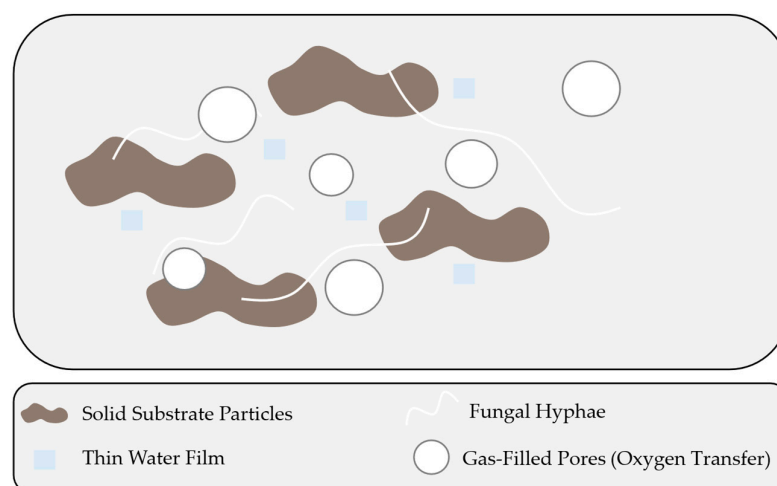 Solid Substrate Particles
Fungal Hyphae
Thin Water Film
Gas-Filled Pores (Oxygen Transfer)